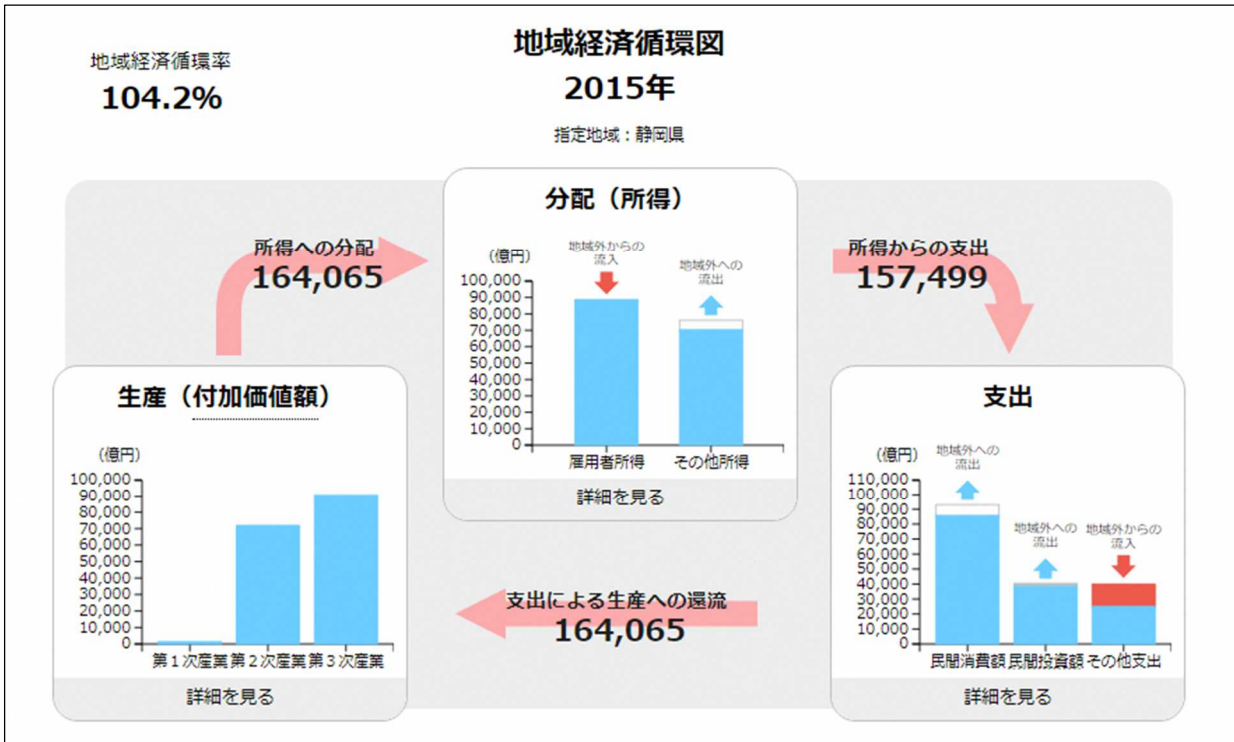 地域経済循環率
104.2%
地域経済循環図
2015年
指定地域：静岡県
分配（所得）
所得への分配
164,065
（億円）
地域外からの
流入
地域外への
流出
100,000
90,000
80,000
70,000
60,000
50,000
40,000
30,000
20,000
10,000
0
雇用者所得
その他所得
詳細を見る
所得からの支出
157,499
生産（付加価値額）
（億円）
100,000
90,000
80,000
70,000
60,000
50,000
40,000
30,000
20,000
10,000
0
第１次産業
第２次産業
第３次産業
詳細を見る
支出による生産への還流
164,065
支出
（億円）
地域外への
流出
地域外への
流出
地域外からの
流入
110,000
100,000
90,000
80,000
70,000
60,000
50,000
40,000
30,000
20,000
10,000
0
民間消費額
民間投資額
その他支出
詳細を見る